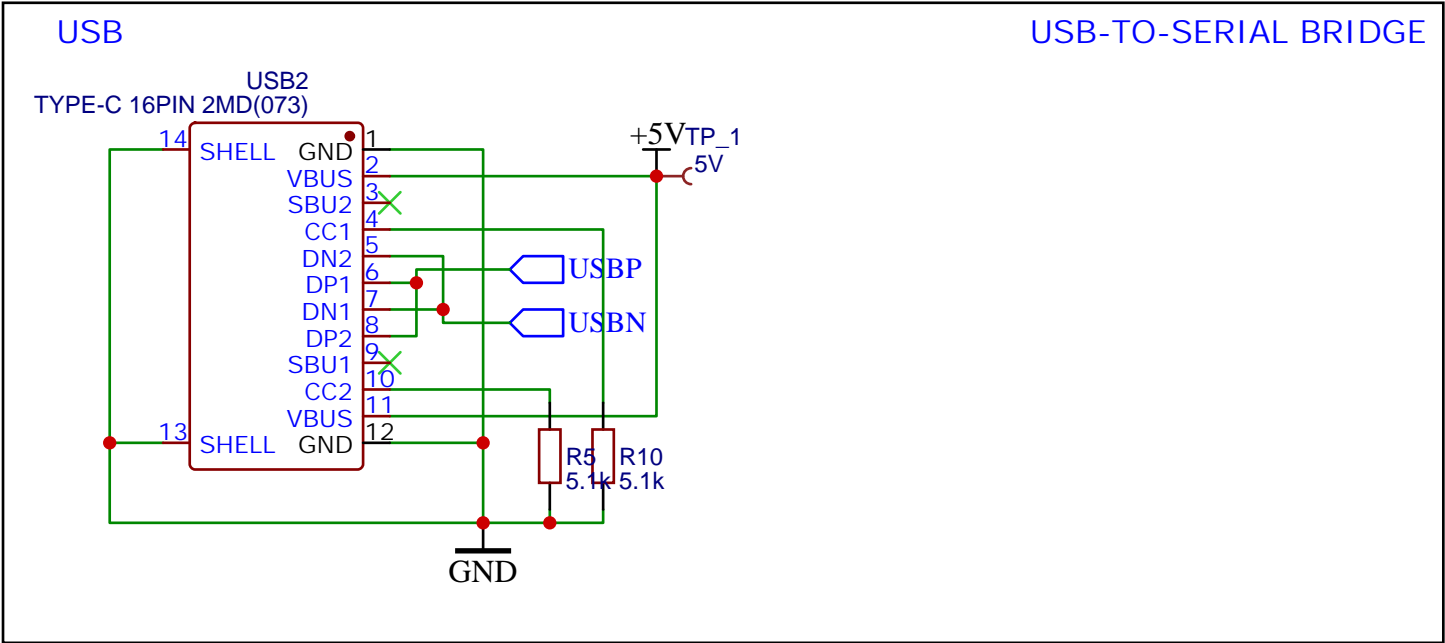 USB
USB-TO-SERIAL BRIDGE
USB2
TYPE-C 16PIN 2MD(073)
+5V TP_1
5V
14 SHELL GND 1
VBUS 2
SBU2 3
CC1 4
DN2 5
DP1 6
DN1 7
DP2 8
SBU1 9
CC2 10
VBUS 11
13 SHELL GND 12
USBP
USBN
R5 R10
5.1k 5.1k
GND